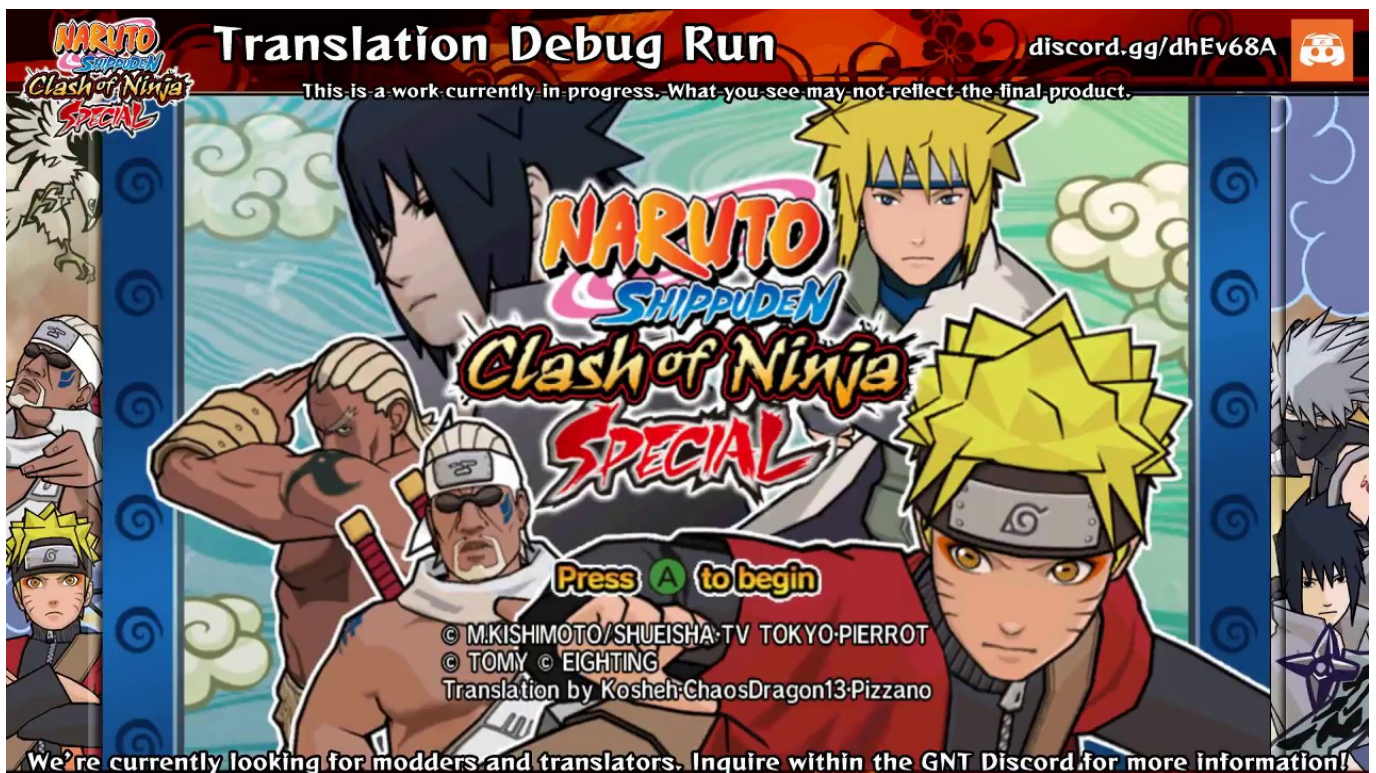 NARUTO
SHIPPUDEN
Clash of Ninja
SPECIAL
Translation Debug Run
discord.gg/dhEv68A
This is a work currently in progress. What you see may not reflect the final product.
NARUTO
SHIPPUDEN
Clash of Ninja
SPECIAL
Press A to begin
© M.KISHIMOTO/SHUEISHA·TV TOKYO·PIERROT
© TOMY © EIGHTING
Translation by Kosheh·ChaosDragon13·Pizzano
We're currently looking for modders and translators. Inquire within the GNT Discord for more information!